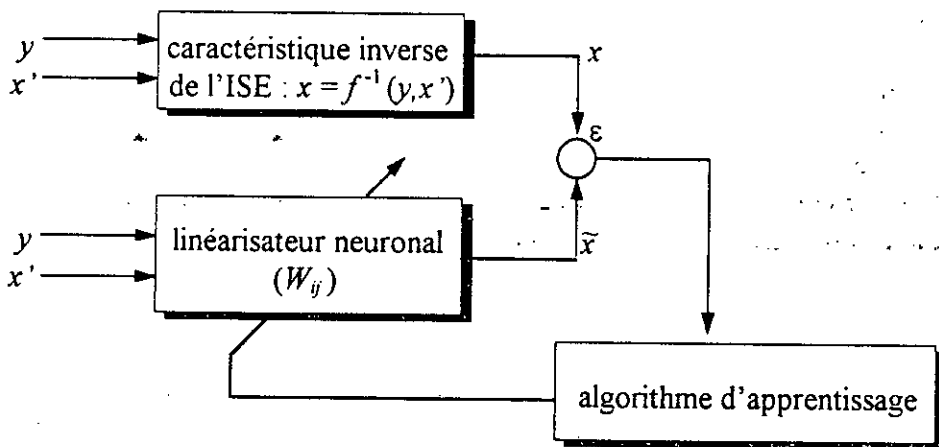 y
x'
caractéristique inverse
de l'ISE : x = f⁻¹ (y,x')
x
ε
y
x'
linéarisateur neuronal
(Wᵢⱼ)
x̃
algorithme d'apprentissage